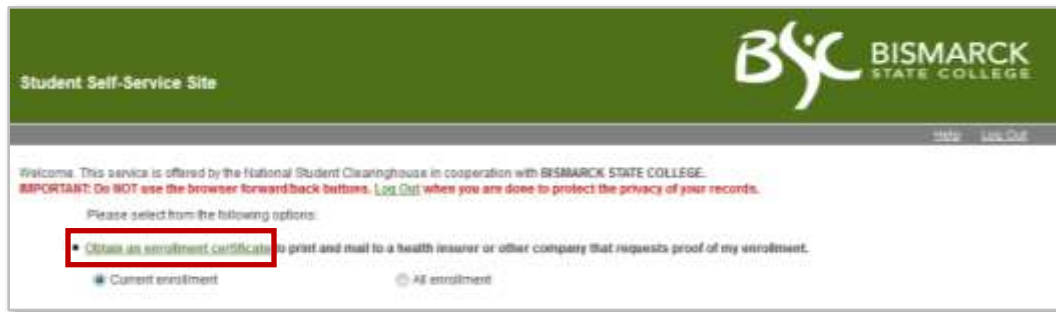 BSC BISMARCK
STATE COLLEGE
Student Self-Service Site
Help Log Out
Welcome. This service is offered by the National Student Clearinghouse in cooperation with BISMARCK STATE COLLEGE.
IMPORTANT: Do NOT use the browser forward/back buttons. Log Out when you are done to protect the privacy of your records.
Please select from the following options:
• Obtain an enrollment certificate to print and mail to a health insurer or other company that requests proof of my enrollment.
Current enrollment All enrollment